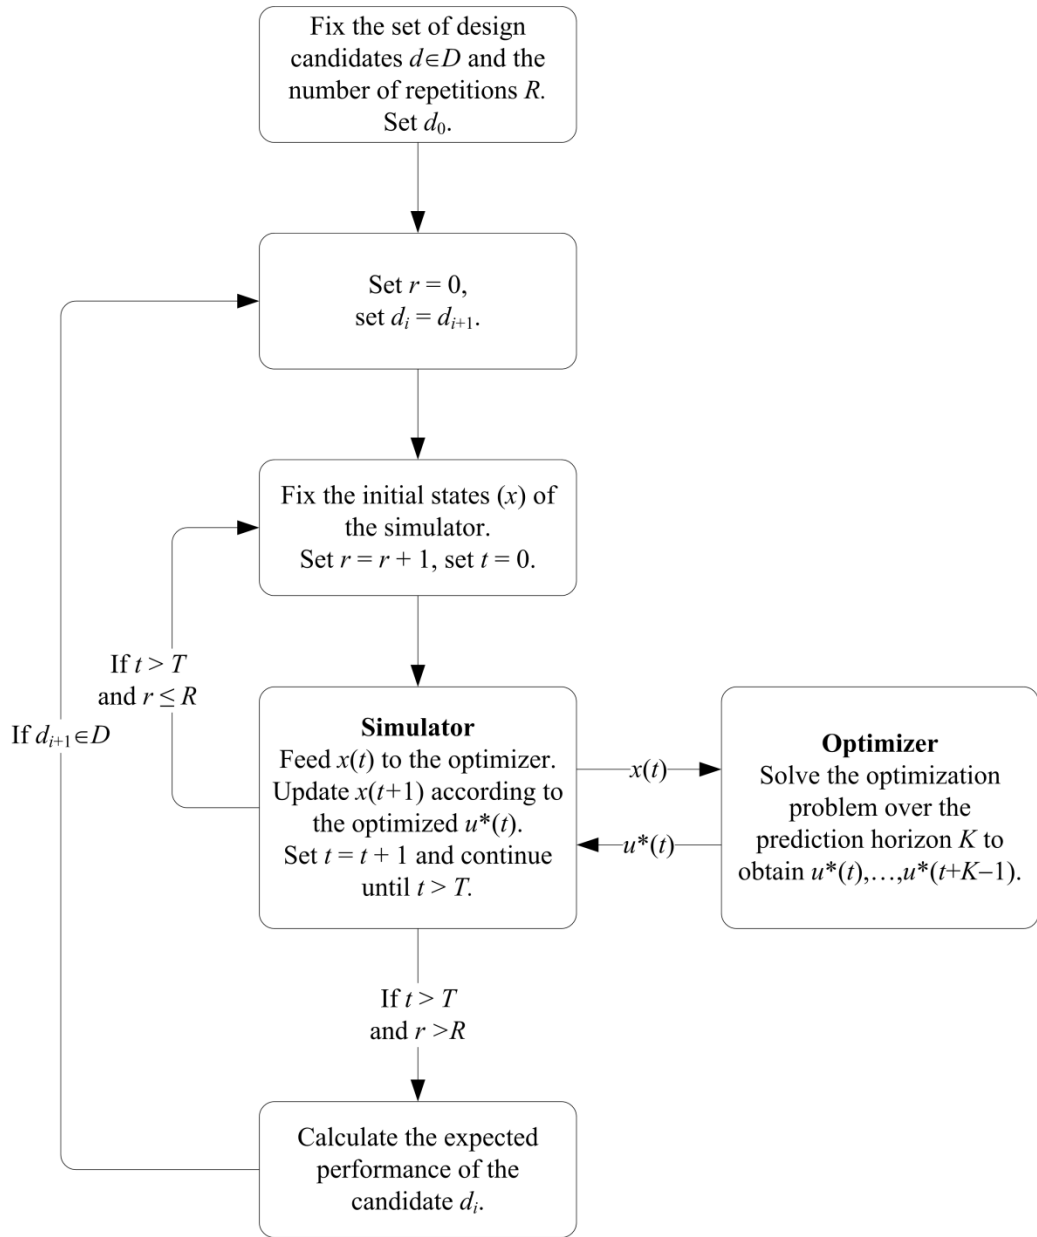 Fix the set of design
candidates d∈D and the
number of repetitions R.
Set d₀.
Set r = 0,
set dᵢ = dᵢ₊₁.
Fix the initial states (x) of
the simulator.
Set r = r + 1, set t = 0.
If t > T
and r ≤ R
If dᵢ₊₁∈D
Simulator
Feed x(t) to the optimizer.
Update x(t+1) according to
the optimized u*(t).
Set t = t + 1 and continue
until t > T.
x(t)
u*(t)
Optimizer
Solve the optimization
problem over the
prediction horizon K to
obtain u*(t),…,u*(t+K−1).
If t > T
and r >R
Calculate the expected
performance of the
candidate dᵢ.